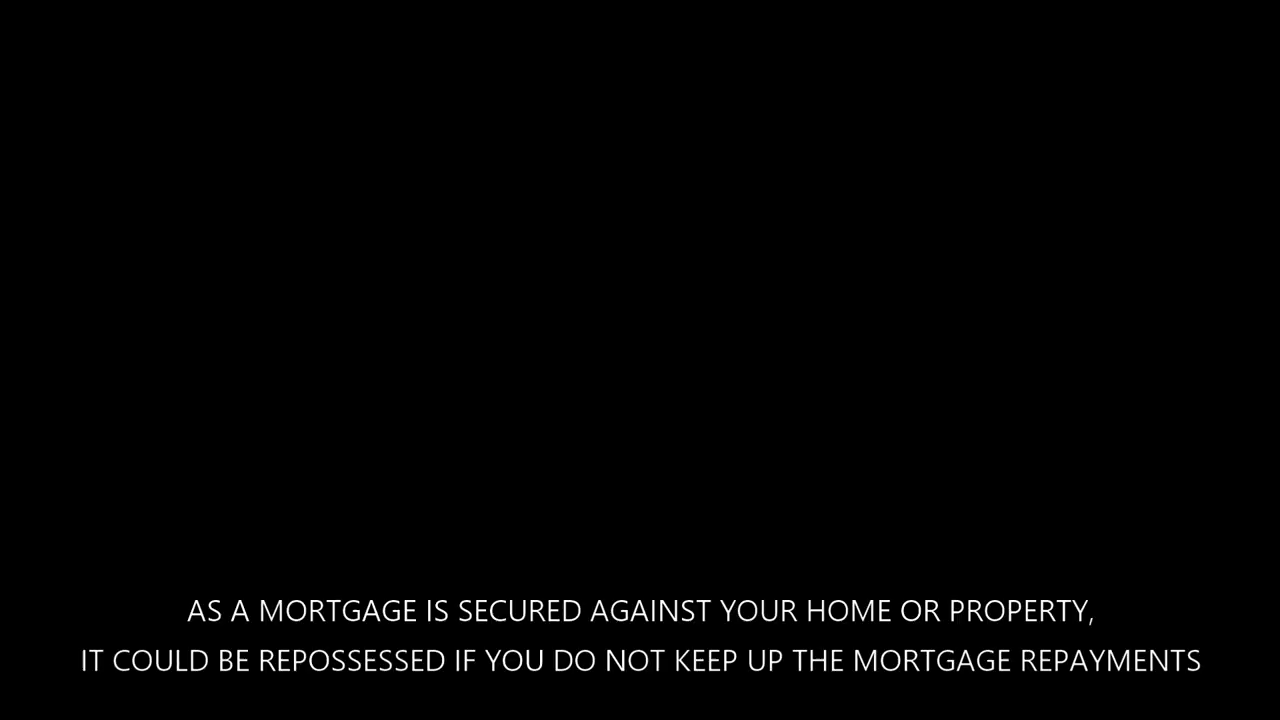 AS A MORTGAGE IS SECURED AGAINST YOUR HOME OR PROPERTY,
IT COULD BE REPOSSESSED IF YOU DO NOT KEEP UP THE MORTGAGE REPAYMENTS